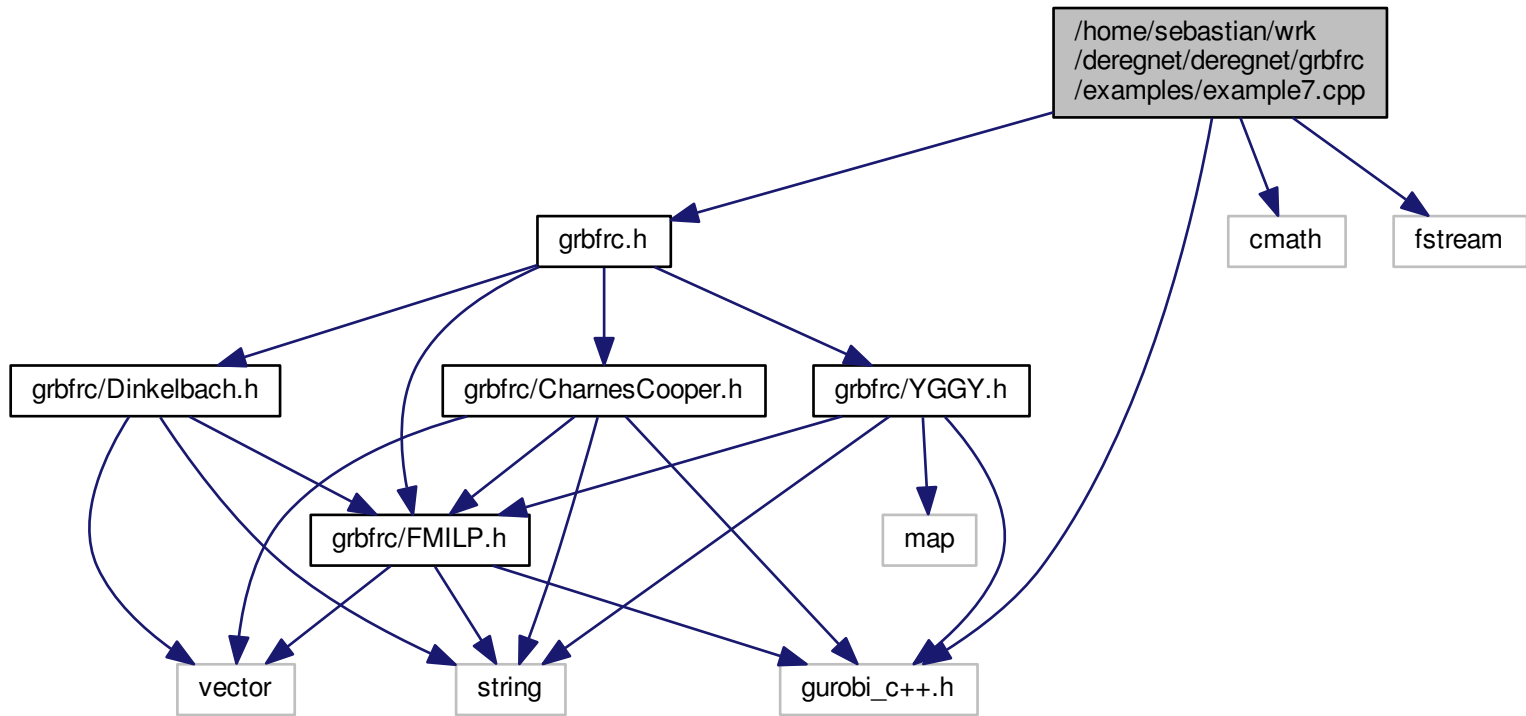 /home/sebastian/wrk
/deregnet/deregnet/grbfrc
/examples/example7.cpp
grbfrc.h
cmath
fstream
grbfrc/Dinkelbach.h
grbfrc/CharnesCooper.h
grbfrc/YGGY.h
grbfrc/FMILP.h
map
vector
string
gurobi_c++.h